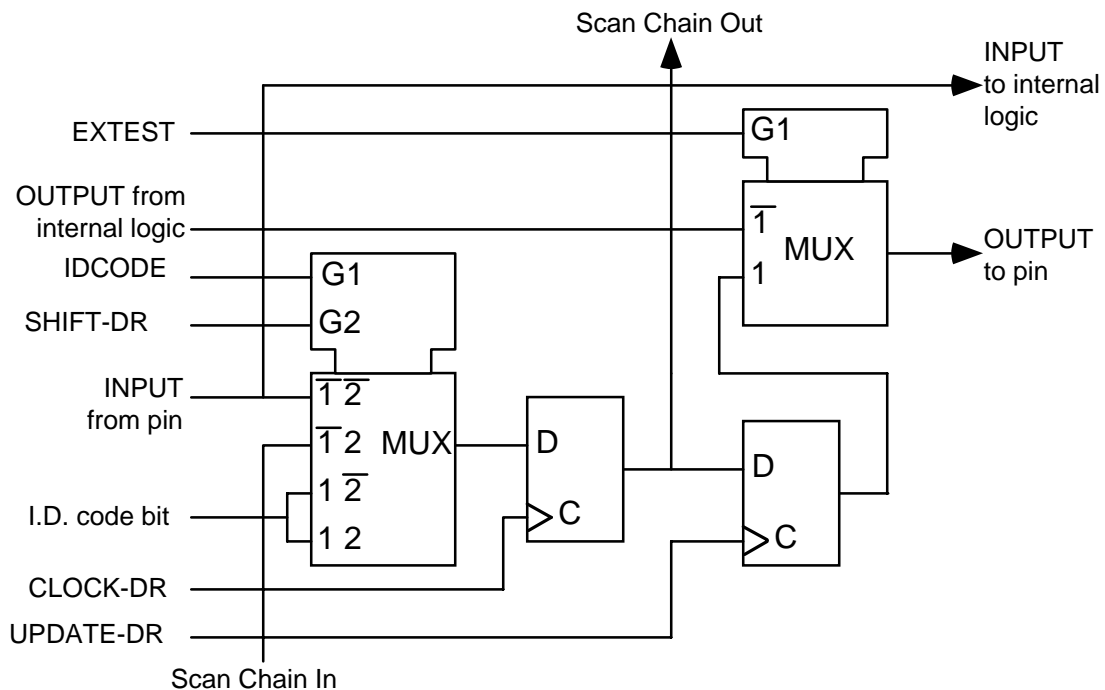 Scan Chain Out
INPUT
to internal
logic
EXTEST
G1
OUTPUT from
internal logic
1̅
MUX
1
OUTPUT
to pin
IDCODE
G1
SHIFT-DR
G2
INPUT
from pin
1̅ 2̅
1̅ 2
MUX
1 2̅
1 2
I.D. code bit
D
C
D
C
CLOCK-DR
UPDATE-DR
Scan Chain In